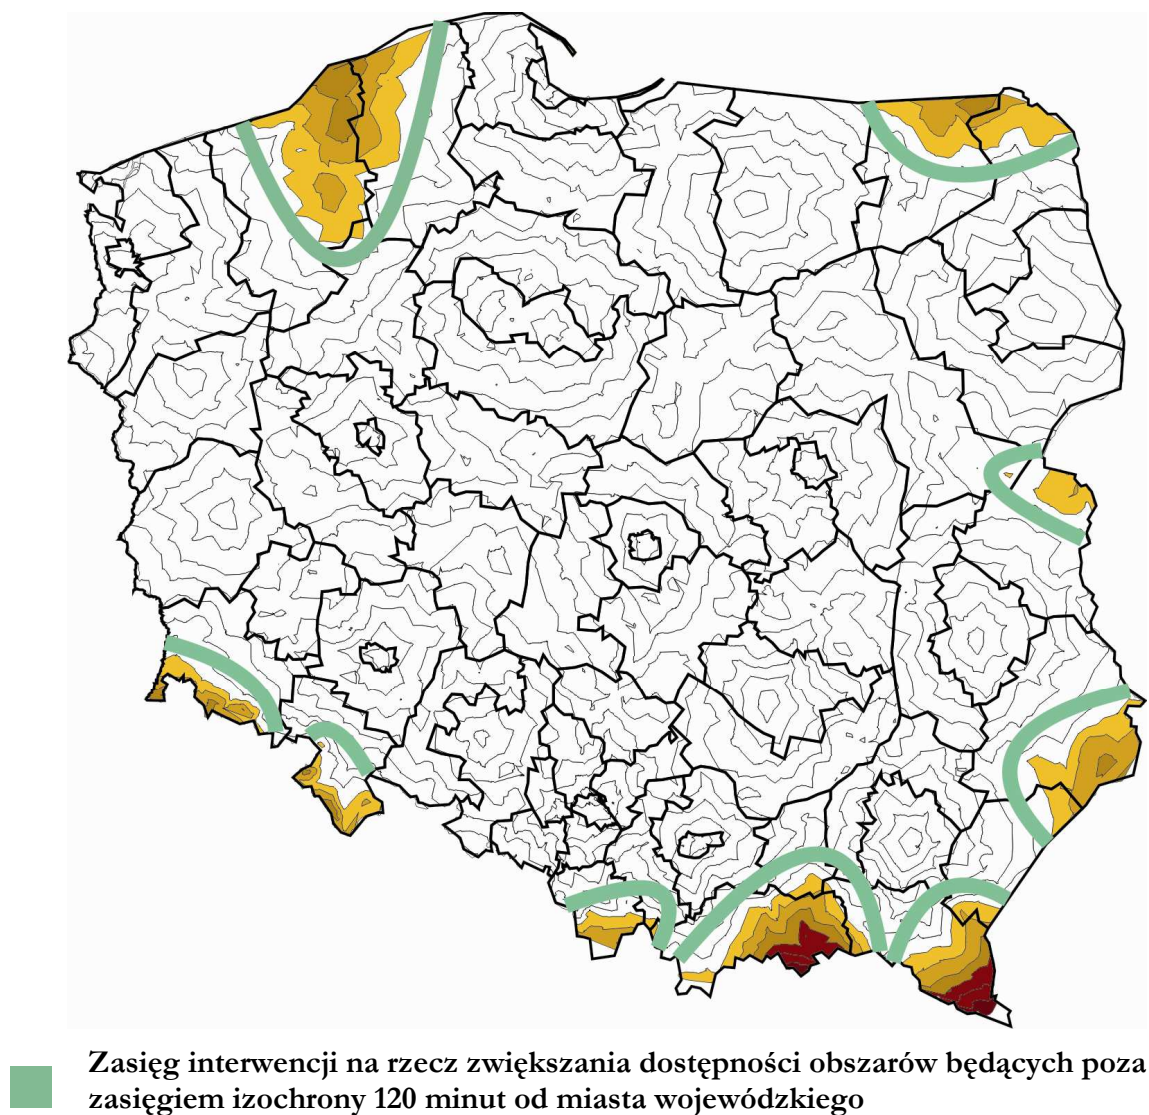 Zasięg interwencji na rzecz zwiększania dostępności obszarów będących poza
zasięgiem izochrony 120 minut od miasta wojewódzkiego